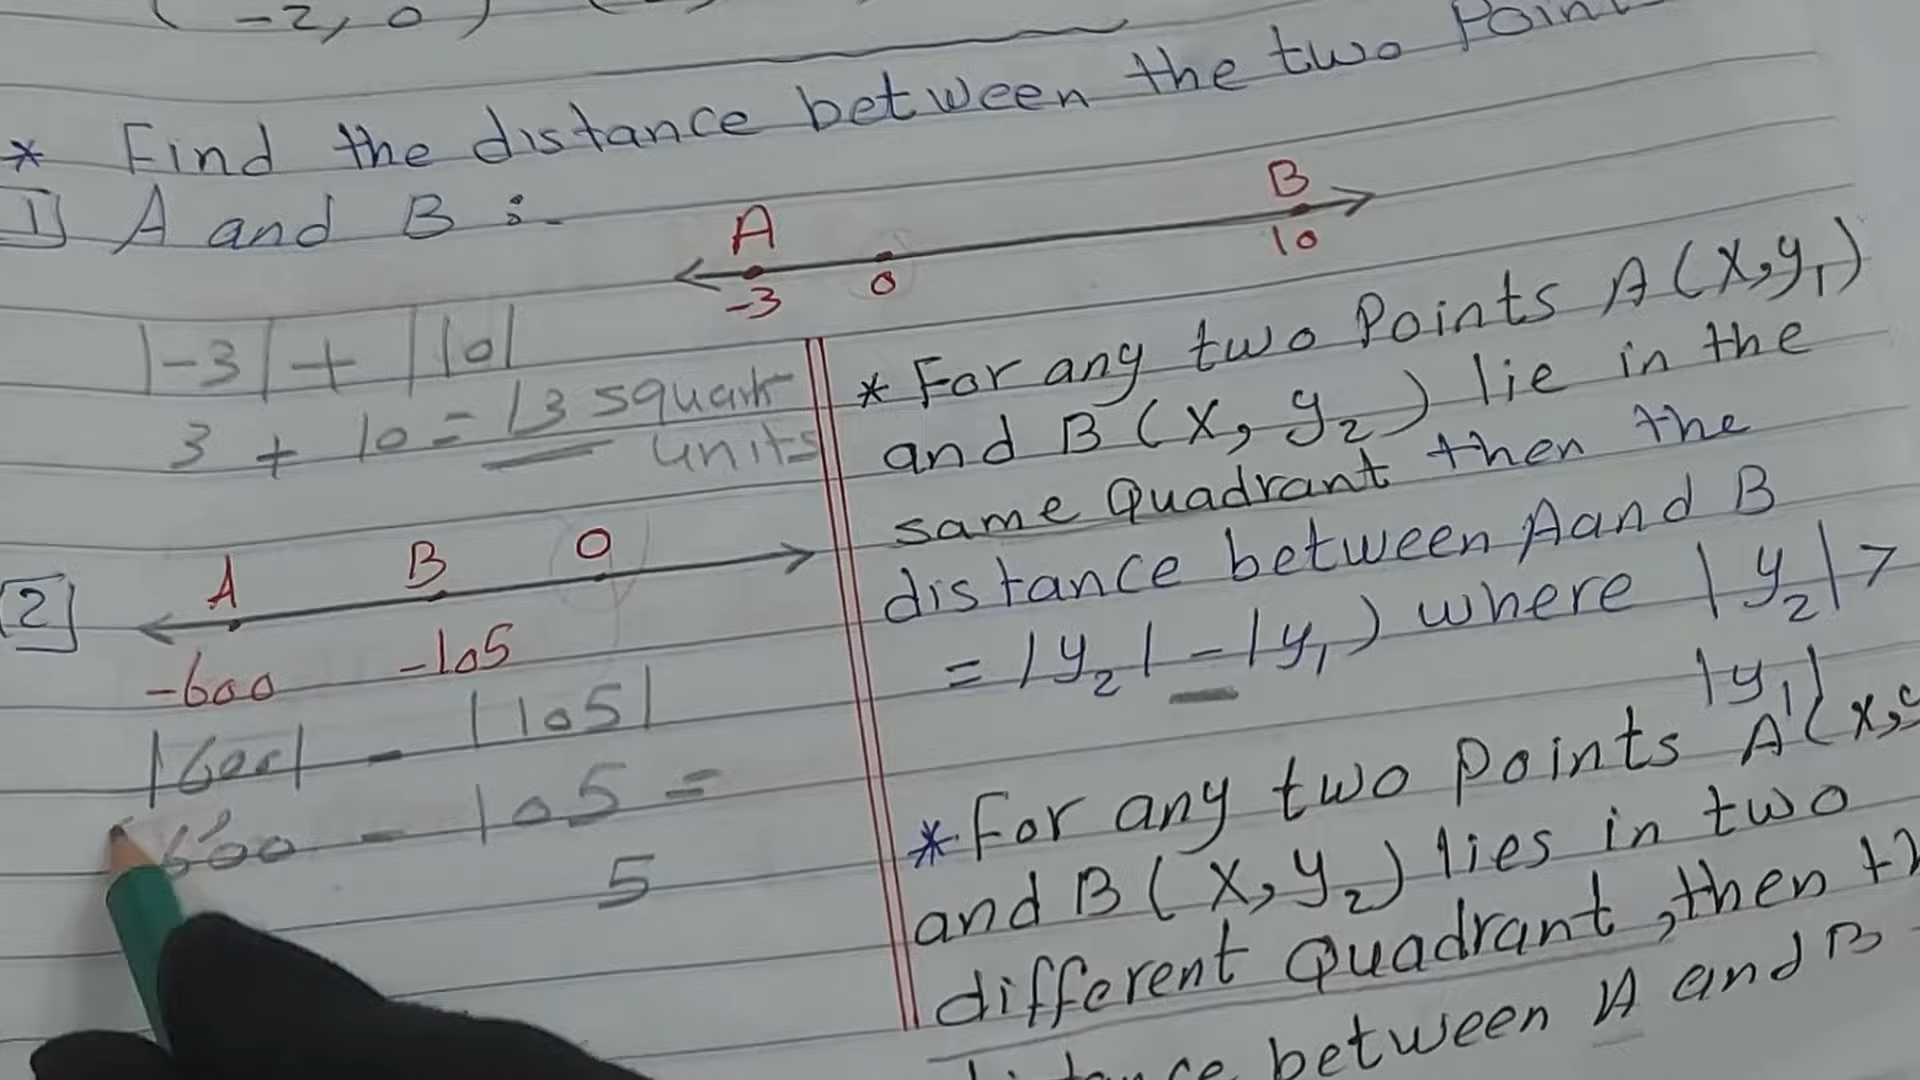 -2, 0)
* Find the distance between the two
1] A and B :-
A B
-3 0 10
|-3| + |10|
3 + 10 = 13 square
units
[2] A B 0
-600 -105
|600| - |105|
600 - 105 =
5
* For any two Points A(X,y₁)
and B(X, y₂) lie in the
same Quadrant then the
distance between A and B
= |y₂| - |y₁) where |y₂| >
|y₁|
* For any two points A(X,
and B(X, y₂) lies in two
different Quadrant, then
between A and B